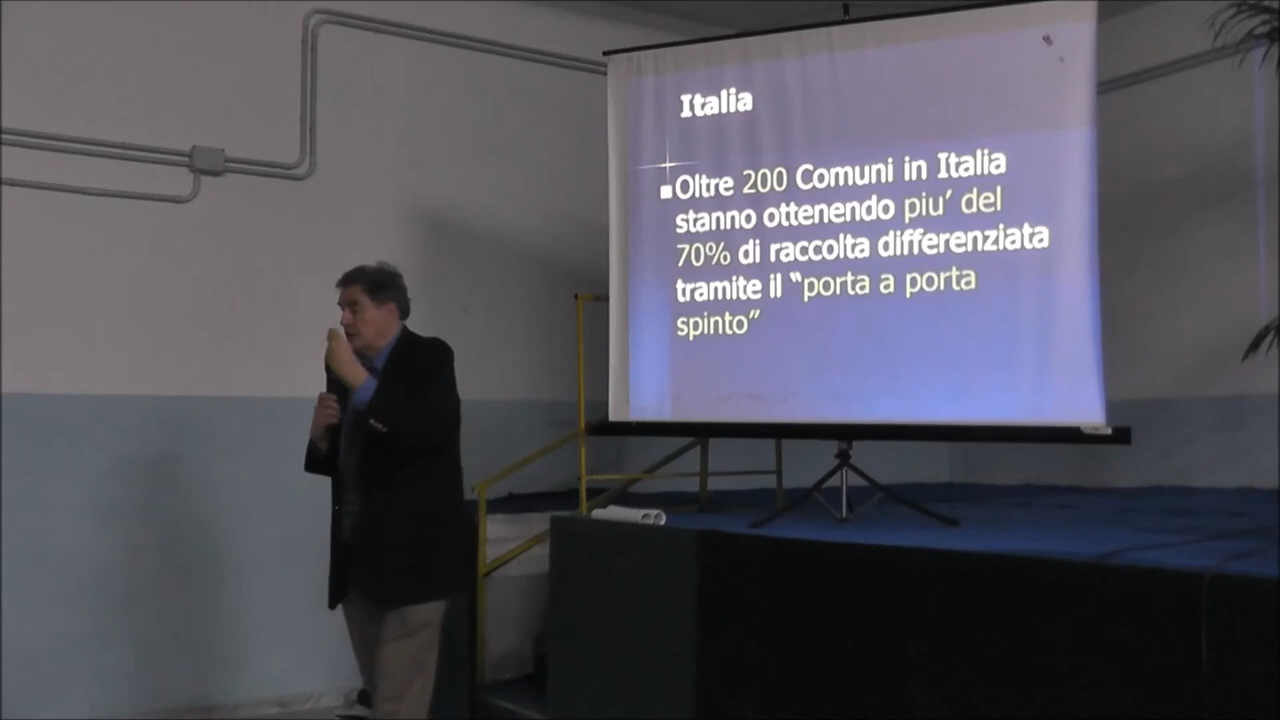 Italia
Oltre 200 Comuni in Italia
stanno ottenendo piu’ del
70% di raccolta differenziata
tramite il “porta a porta
spinto”